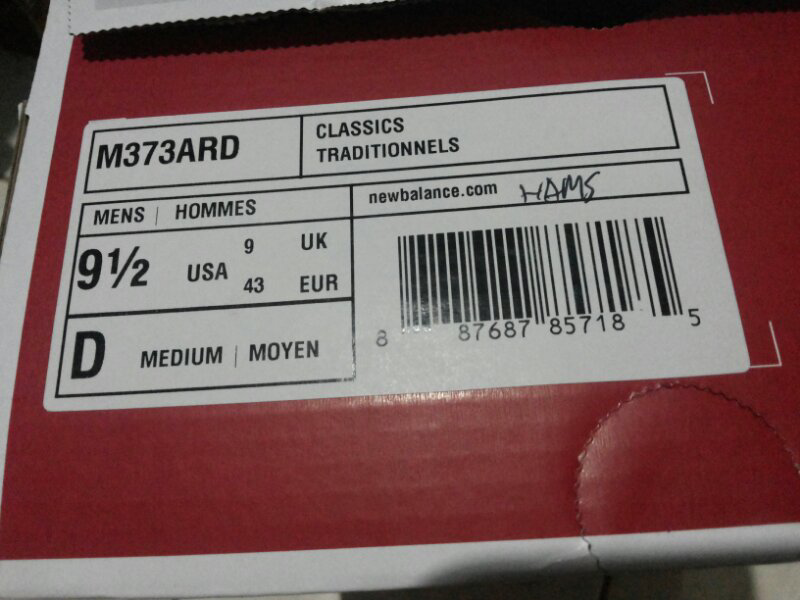 M373ARD
CLASSICS
TRADITIONNELS
MENS | HOMMES
newbalance.com HAMS
9½ USA
9 UK
43 EUR
D MEDIUM | MOYEN
8 87687 85718 5